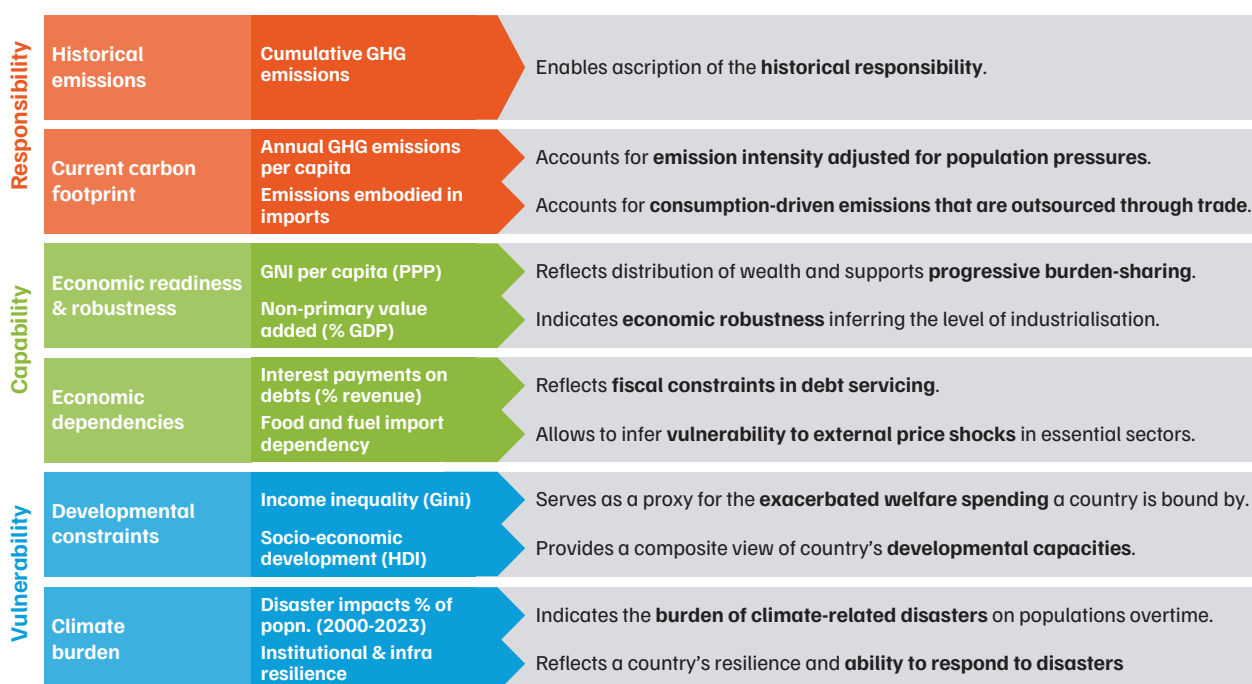 Responsibility
Historical
emissions
Cumulative GHG
emissions
Enables ascription of the historical responsibility.
Current carbon
footprint
Annual GHG emissions
per capita
Accounts for emission intensity adjusted for population pressures.
Emissions embodied in
imports
Accounts for consumption-driven emissions that are outsourced through trade.
Capability
Economic readiness
& robustness
GNI per capita (PPP)
Reflects distribution of wealth and supports progressive burden-sharing.
Non-primary value
added (% GDP)
Indicates economic robustness inferring the level of industrialisation.
Economic
dependencies
Interest payments on
debts (% revenue)
Reflects fiscal constraints in debt servicing.
Food and fuel import
dependency
Allows to infer vulnerability to external price shocks in essential sectors.
Vulnerability
Developmental
constraints
Income inequality (Gini)
Serves as a proxy for the exacerbated welfare spending a country is bound by.
Socio-economic
development (HDI)
Provides a composite view of country's developmental capacities.
Climate
burden
Disaster impacts % of
popn. (2000-2023)
Indicates the burden of climate-related disasters on populations overtime.
Institutional & infra
resilience
Reflects a country's resilience and ability to respond to disasters